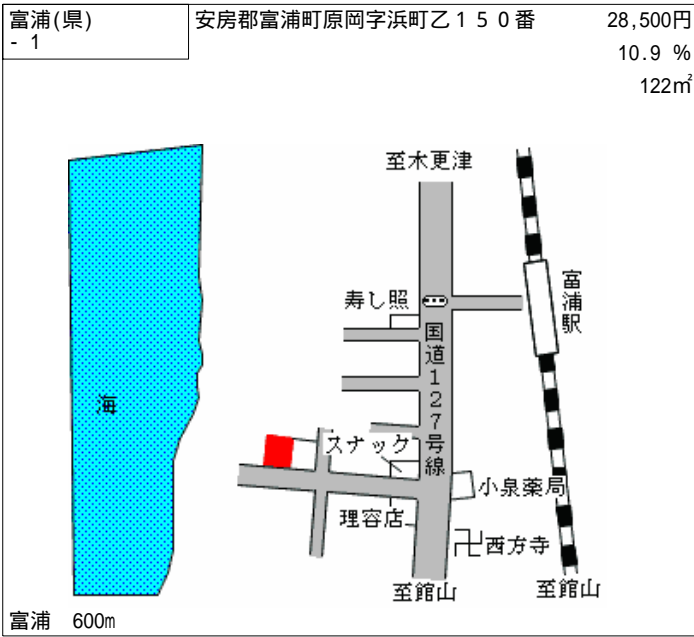 富浦(県)
- 1
安房郡富浦町原岡字浜町乙１５０番
28,500円
10.9 %
122㎡
至木更津
寿し照
富浦駅
国道127号線
海
スナック
小泉薬局
理容店
卍西方寺
至館山
至館山
富浦 600m